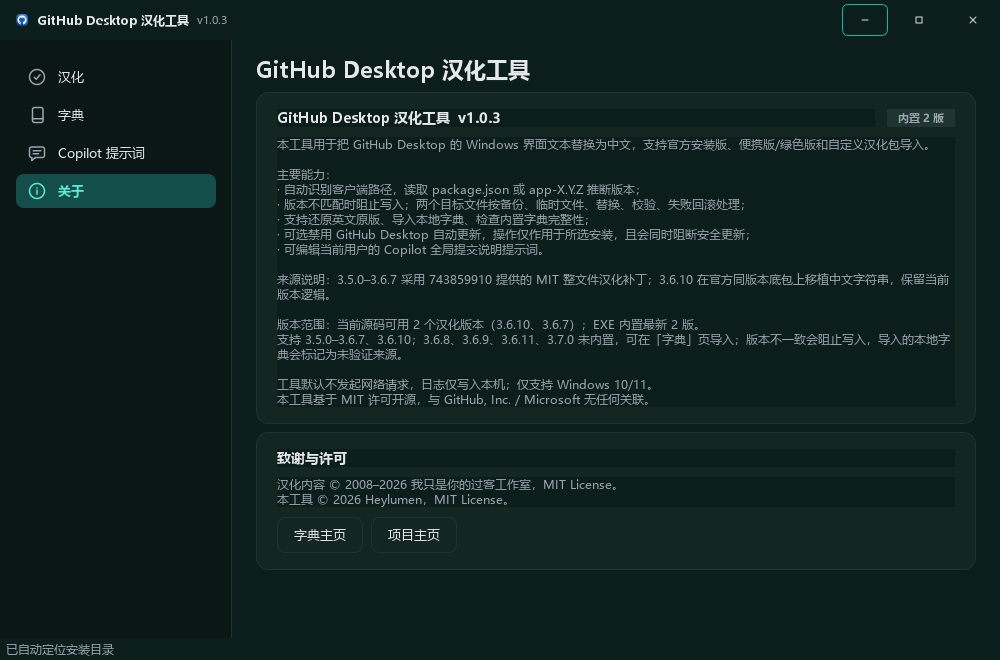 GitHub Desktop 汉化工具 v1.0.3
汉化
字典
Copilot 提示词
关于
GitHub Desktop 汉化工具
GitHub Desktop 汉化工具 v1.0.3
内置 2 版
本工具用于把 GitHub Desktop 的 Windows 界面文本替换为中文，支持官方安装版、便携版/绿色版和自定义汉化包导入。
主要能力：
· 自动识别客户端路径，读取 package.json 或 app-X.Y.Z 推断版本；
· 版本不匹配时阻止写入；两个目标文件按备份、临时文件、替换、校验、失败回滚处理；
· 支持还原英文原版、导入本地字典、检查内置字典完整性；
· 可选禁用 GitHub Desktop 自动更新，操作仅作用于所选安装，且会同时阻断安全更新；
· 可编辑当前用户的 Copilot 全局提交说明提示词。
来源说明：3.5.0–3.6.7 采用 743859910 提供的 MIT 整文件汉化补丁；3.6.10 在官方同版本底包上移植中文字符串，保留当前
版本逻辑。
版本范围：当前源码可用 2 个汉化版本（3.6.10、3.6.7）；EXE 内置最新 2 版。
支持 3.5.0–3.6.7、3.6.10；3.6.8、3.6.9、3.6.11、3.7.0 未内置，可在「字典」页导入；版本不一致会阻止写入，导入的本地字
典会标记为未验证来源。
工具默认不发起网络请求，日志仅写入本机；仅支持 Windows 10/11。
本工具基于 MIT 许可开源，与 GitHub, Inc. / Microsoft 无任何关联。
致谢与许可
汉化内容 © 2008–2026 我只是你的过客工作室，MIT License。
本工具 © 2026 Heylumen，MIT License。
字典主页
项目主页
已自动定位安装目录